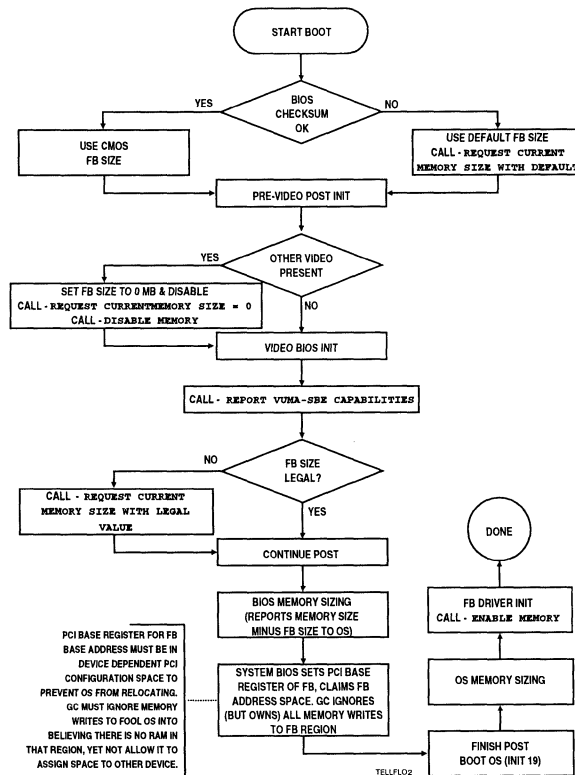 START BOOT
YES
BIOS
CHECKSUM
OK
NO
USE CMOS
FB SIZE
USE DEFAULT FB SIZE
CALL - REQUEST CURRENT
MEMORY SIZE WITH DEFAULT
PRE-VIDEO POST INIT
YES
OTHER VIDEO
PRESENT
SET FB SIZE TO 0 MB & DISABLE
CALL - REQUEST CURRENTMEMORY SIZE = 0
CALL - DISABLE MEMORY
NO
VIDEO BIOS INIT
CALL - REPORT VUMA-SBE CAPABILITIES
NO
FB SIZE
LEGAL?
CALL - REQUEST CURRENT
MEMORY SIZE WITH LEGAL
VALUE
YES
CONTINUE POST
BIOS MEMORY SIZING
(REPORTS MEMORY SIZE
MINUS FB SIZE TO OS)
PCI BASE REGISTER FOR FB
BASE ADDRESS MUST BE IN
DEVICE DEPENDENT PCI
CONFIGURATION SPACE TO
PREVENT OS FROM RELOCATING.
GC MUST IGNORE MEMORY
WRITES TO FOOL OS INTO
BELIEVING THERE IS NO RAM IN
THAT REGION, YET NOT ALLOW IT TO
ASSIGN SPACE TO OTHER DEVICE.
SYSTEM BIOS SETS PCI BASE
REGISTER OF FB, CLAIMS FB
ADDRESS SPACE. GC IGNORES
(BUT OWNS) ALL MEMORY WRITES
TO FB REGION
FINISH POST
BOOT OS (INIT 19)
OS MEMORY SIZING
FB DRIVER INIT
CALL - ENABLE MEMORY
DONE
TELLFLO2